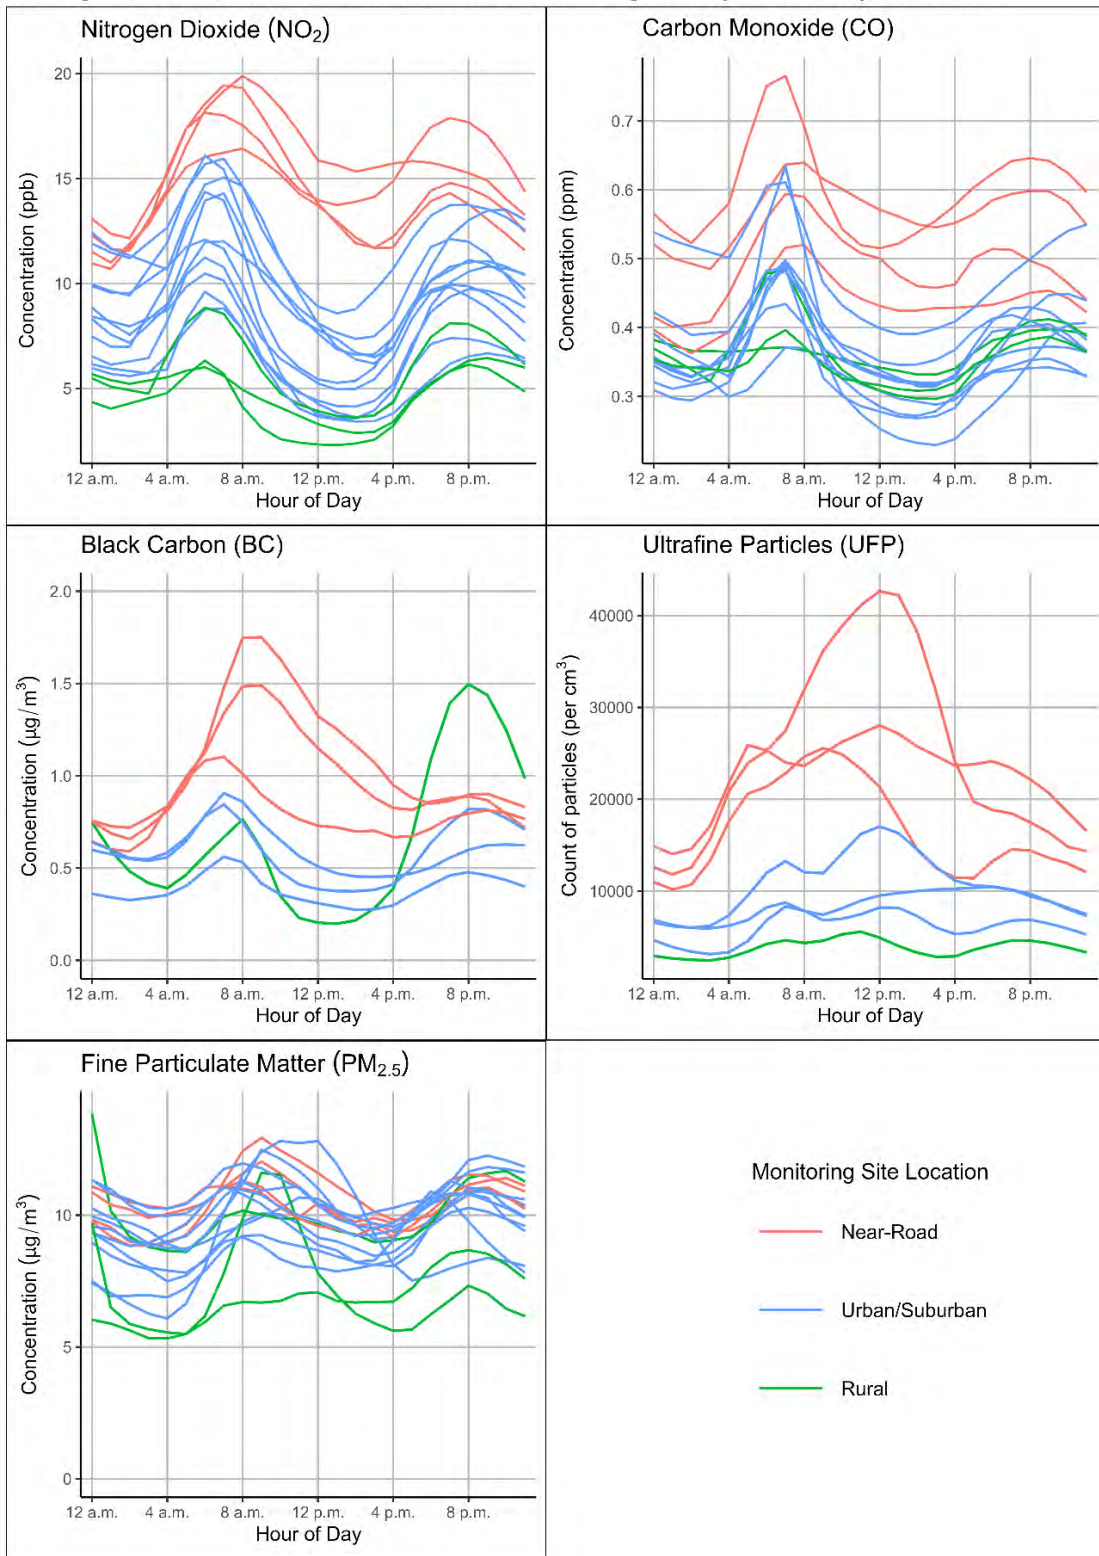 Nitrogen Dioxide (NO2)
Concentration (ppb)
20
15
10
5
12 a.m. 4 a.m. 8 a.m. 12 p.m. 4 p.m. 8 p.m.
Hour of Day
Carbon Monoxide (CO)
Concentration (ppm)
0.7
0.6
0.5
0.4
0.3
12 a.m. 4 a.m. 8 a.m. 12 p.m. 4 p.m. 8 p.m.
Hour of Day
Black Carbon (BC)
Concentration (µg/m3)
2.0
1.5
1.0
0.5
0.0
12 a.m. 4 a.m. 8 a.m. 12 p.m. 4 p.m. 8 p.m.
Hour of Day
Ultrafine Particles (UFP)
Count of particles (per cm3)
40000
30000
20000
10000
12 a.m. 4 a.m. 8 a.m. 12 p.m. 4 p.m. 8 p.m.
Hour of Day
Fine Particulate Matter (PM2.5)
Concentration (µg/m3)
10
5
0
12 a.m. 4 a.m. 8 a.m. 12 p.m. 4 p.m. 8 p.m.
Hour of Day
Monitoring Site Location
Near-Road
Urban/Suburban
Rural